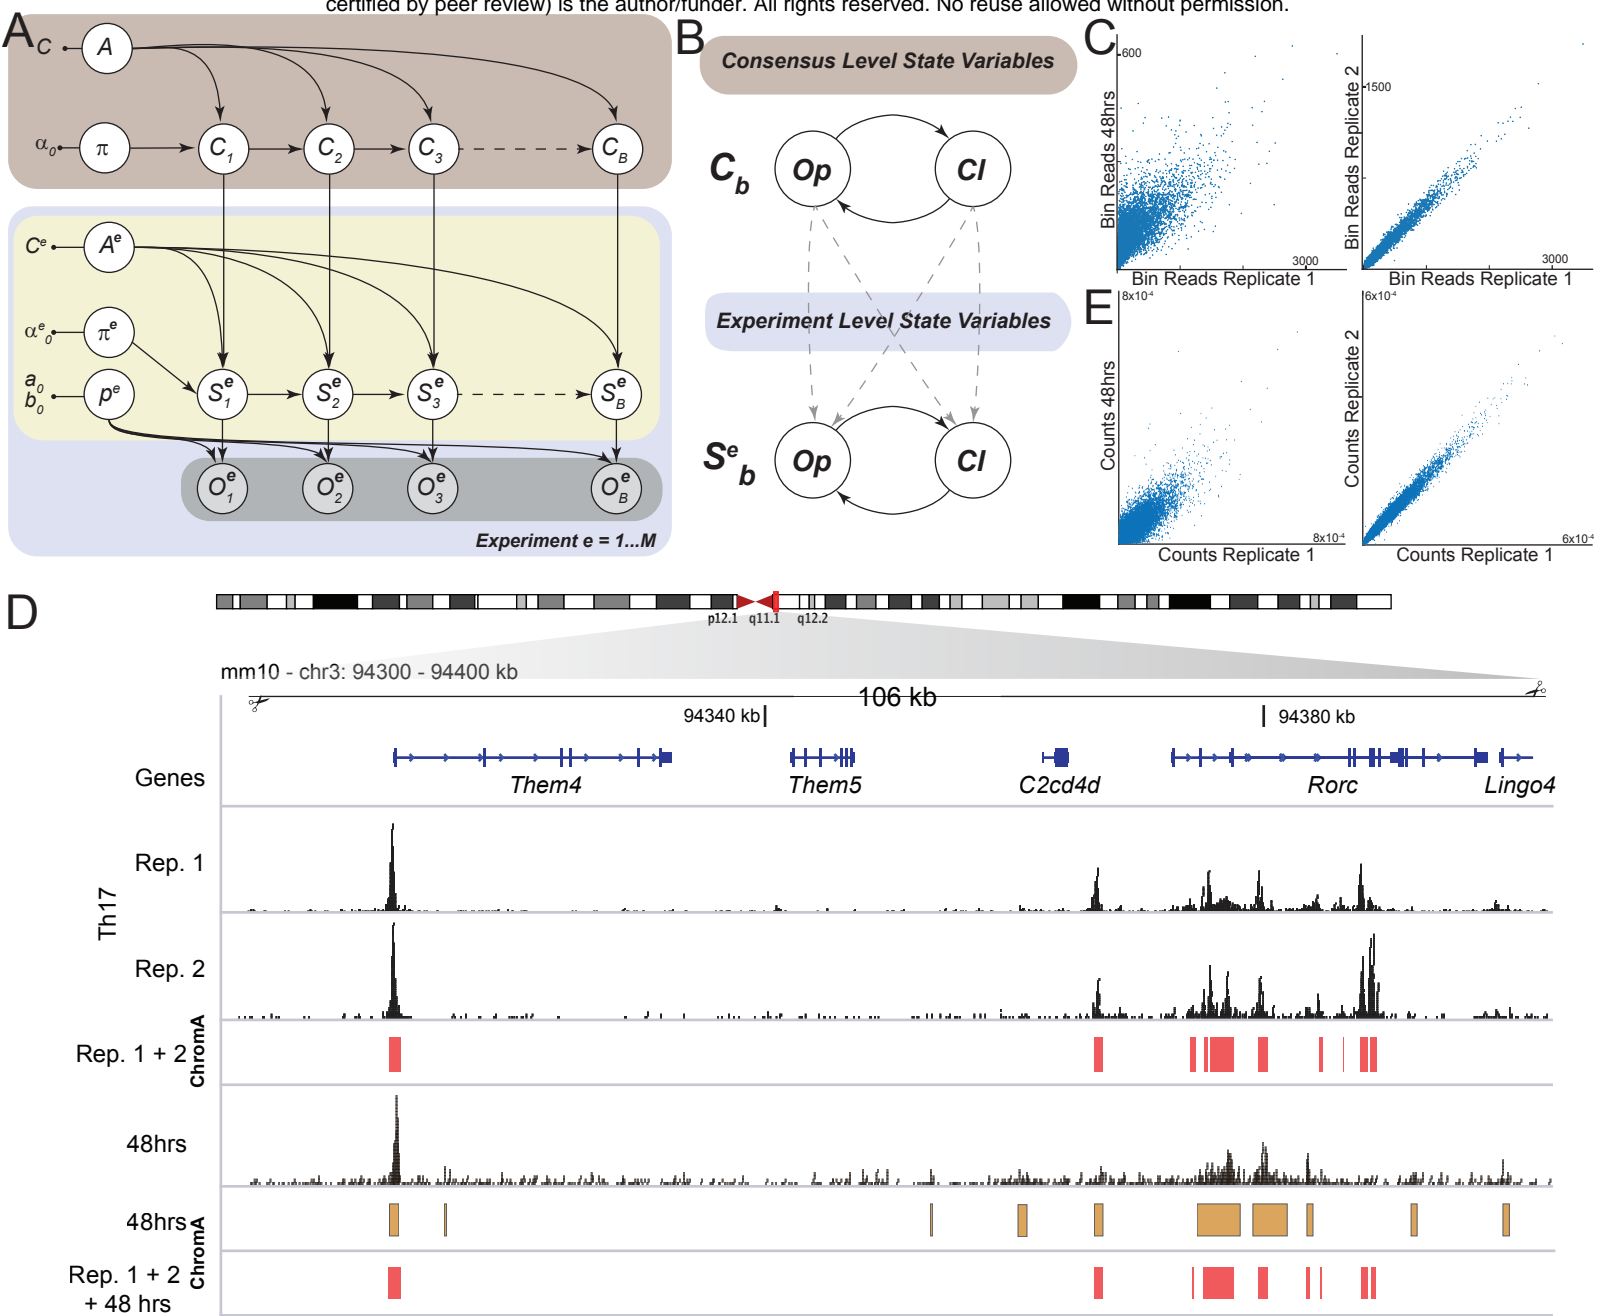 certified by peer review) is the author/funder. All rights reserved. No reuse allowed without permission.
A
C
A
α0
π
C1
C2
C3
CB
Ce
Ae
αe0
πe
a0
b0
pe
Se1
Se2
Se3
SeB
Oe1
Oe2
Oe3
OeB
Experiment e = 1...M
B
Consensus Level State Variables
Cb
Op
Cl
Experiment Level State Variables
Seb
Op
Cl
C
600
Bin Reads 48hrs
3000
Bin Reads Replicate 1
1500
Bin Reads Replicate 2
3000
Bin Reads Replicate 1
E
8x10-4
Counts 48hrs
8x10-4
Counts Replicate 1
6x10-4
Counts Replicate 2
6x10-4
Counts Replicate 1
D
p12.1 q11.1 q12.2
mm10 - chr3: 94300 - 94400 kb
106 kb
94340 kb
94380 kb
Genes
Them4
Them5
C2cd4d
Rorc
Lingo4
Th17
Rep. 1
Rep. 2
Rep. 1 + 2
ChromA
48hrs
48hrs
ChromA
Rep. 1 + 2
+ 48 hrs